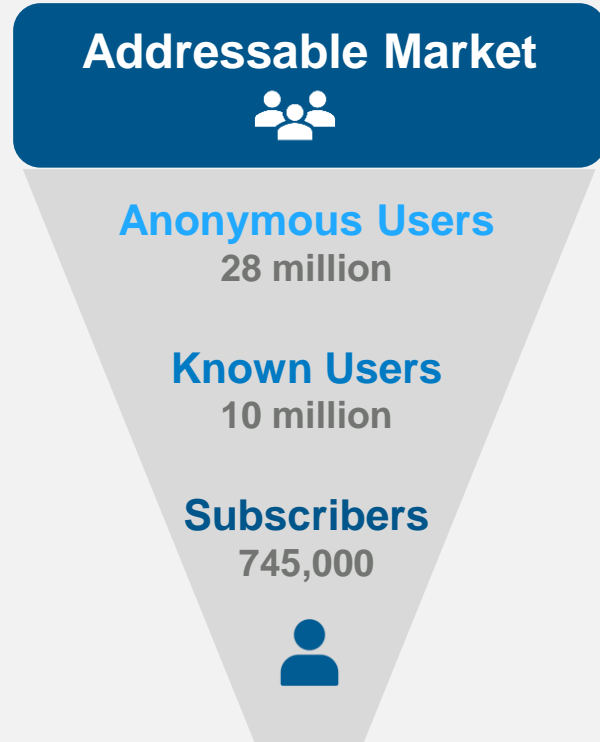 Addressable Market
Anonymous Users
28 million
Known Users
10 million
Subscribers
745,000